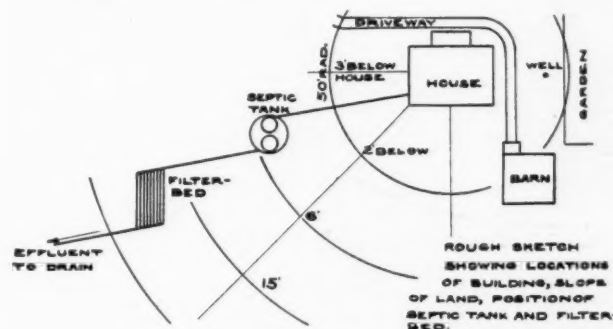 DRIVEWAY
50' RAD.
3' BELOW
HOUSE
HOUSE
WELL
GARDEN
SEPTIC
TANK
2' BELOW
BARN
FILTER-
BED
6'
EFFLUENT
TO DRAIN
15'
ROUGH SKETCH
SHOWING LOCATIONS
OF BUILDING, SLOPE
OF LAND, POSITION OF
SEPTIC TANK AND FILTER
BED.